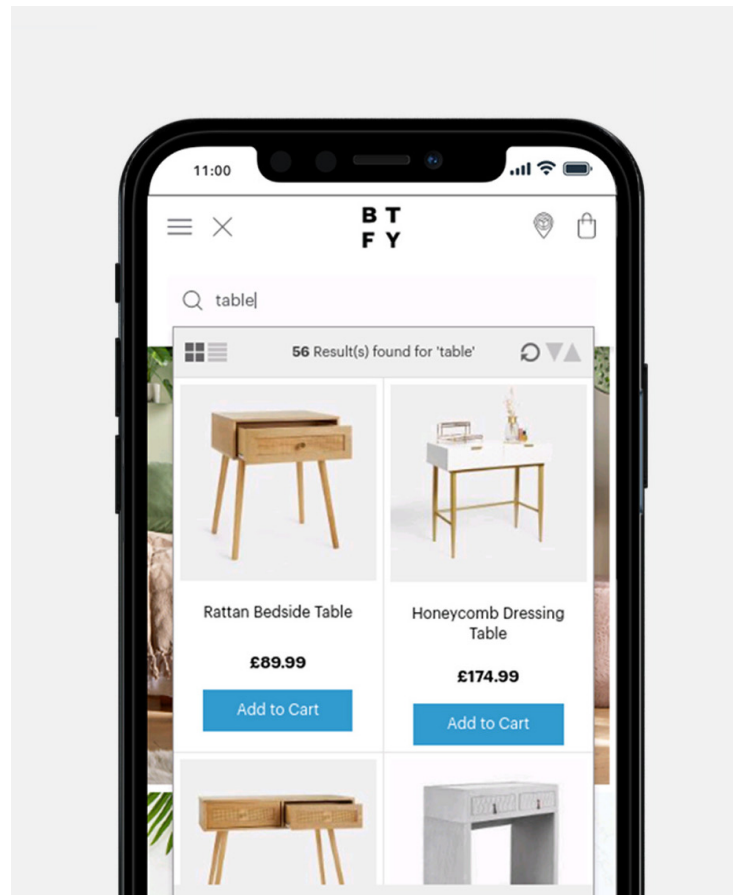 11:00
B T
F Y
table
56 Result(s) found for 'table'
Rattan Bedside Table
£89.99
Add to Cart
Honeycomb Dressing
Table
£174.99
Add to Cart